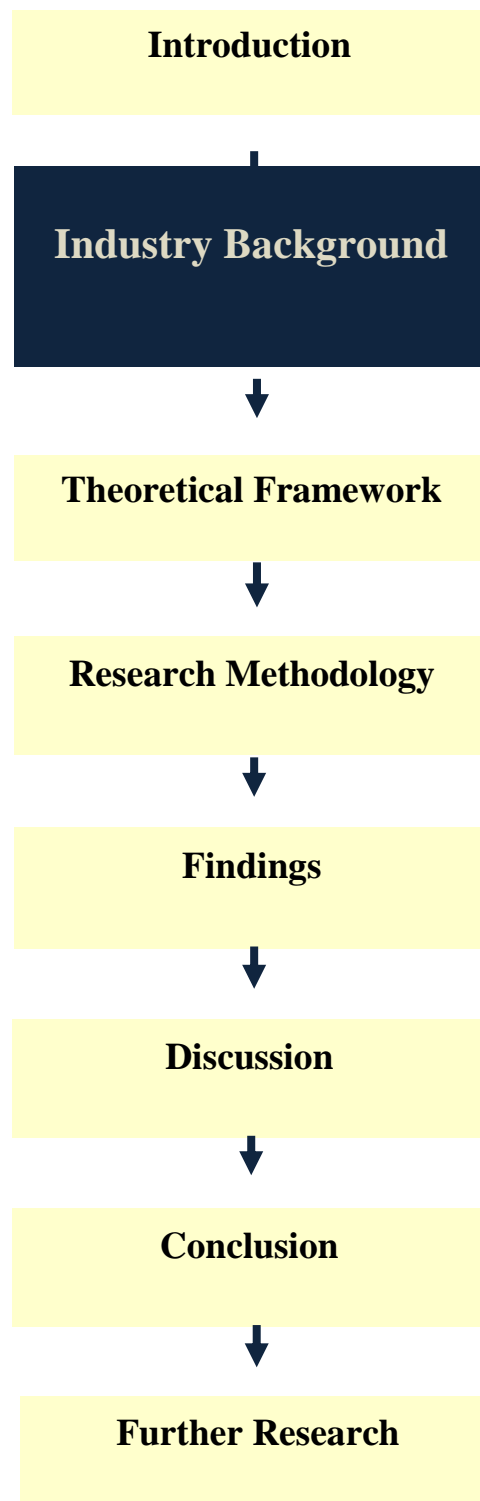 Introduction
Industry Background
Theoretical Framework
Research Methodology
Findings
Discussion
Conclusion
Further Research